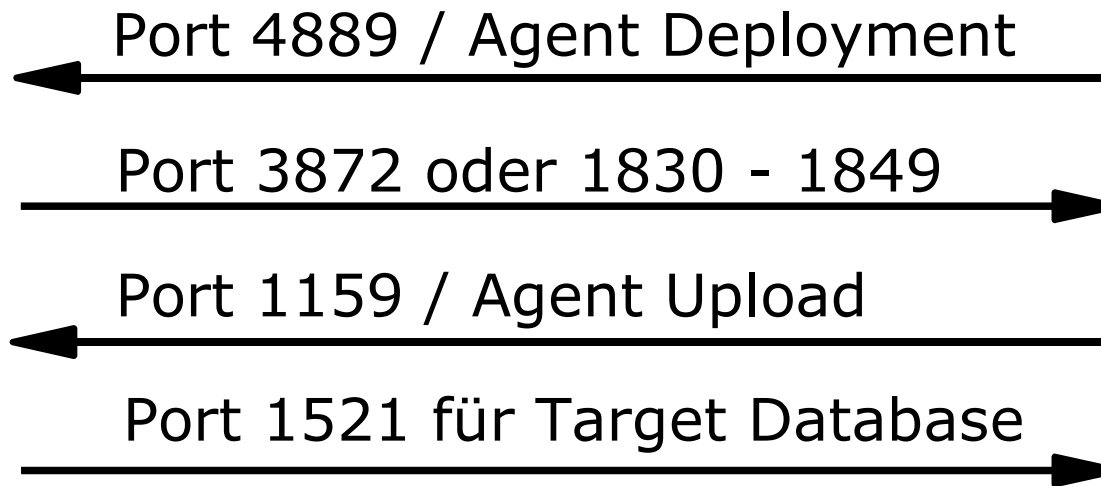 Port 4889 / Agent Deployment
Port 3872 oder 1830 - 1849
Port 1159 / Agent Upload
Port 1521 für Target Database